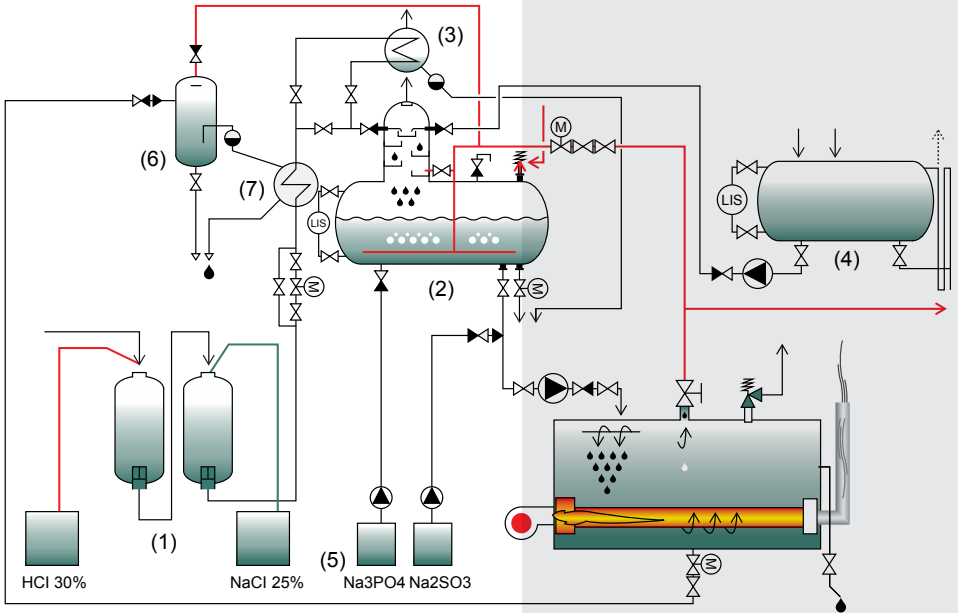 (3)
M
(6)
(7)
LIS
LIS
(4)
M
(2)
M
(1)
(5)
M
HCl 30%
NaCl 25%
Na3PO4
Na2SO3